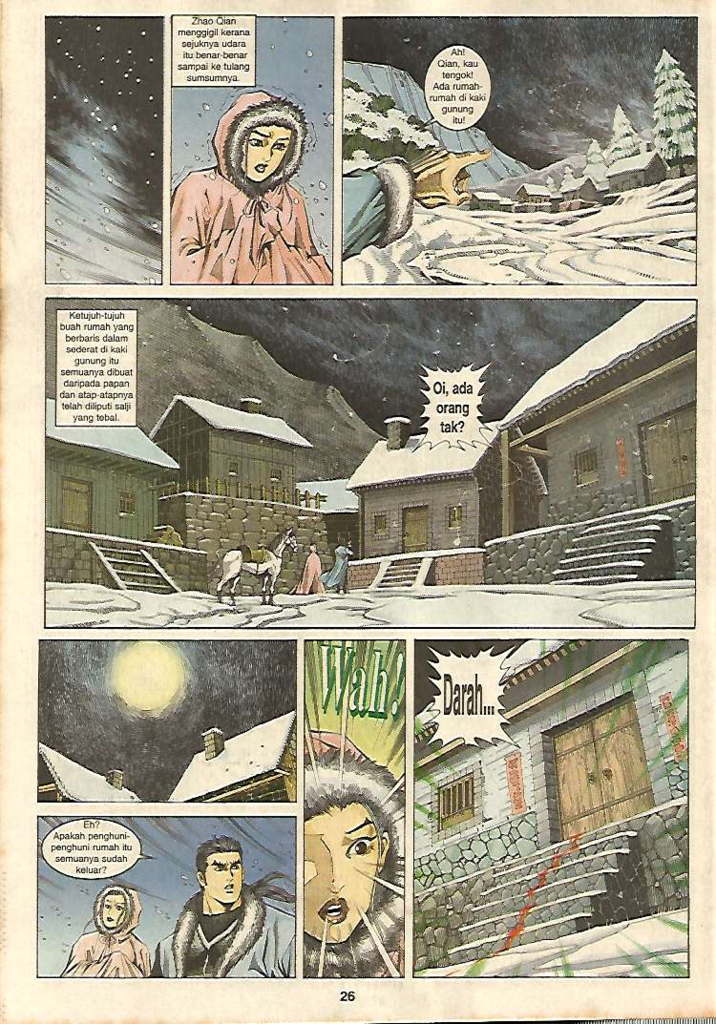 Zhao Qian
menggigil kerana
sejuknya udara
itu benar-benar
sampai ke tulang
sumsumnya.
Ah!
Qian, kau
tengok!
Ada rumah-
rumah di kaki
gunung
itu!
Ketujuh-tujuh
buah rumah yang
berbaris dalam
sederat di kaki
gunung itu
semuanya dibuat
daripada papan
dan atap-atapnya
telah diliputi salji
yang tebal.
Oi, ada
orang
tak?
Eh?
Apakah penghuni-
penghuni rumah itu
semuanya sudah
keluar?
Wah!
Darah...
26